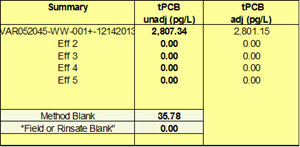 Summary tPCB tPCB
unadj (pg/L) adj (pg/L)
VAR052045-WW-001+-12142013 2,807.34 2,801.15
Eff 2 0.00 0.00
Eff 3 0.00 0.00
Eff 4 0.00 0.00
Eff 5 0.00 0.00
Method Blank 35.78
"Field or Rinsate Blank" 0.00